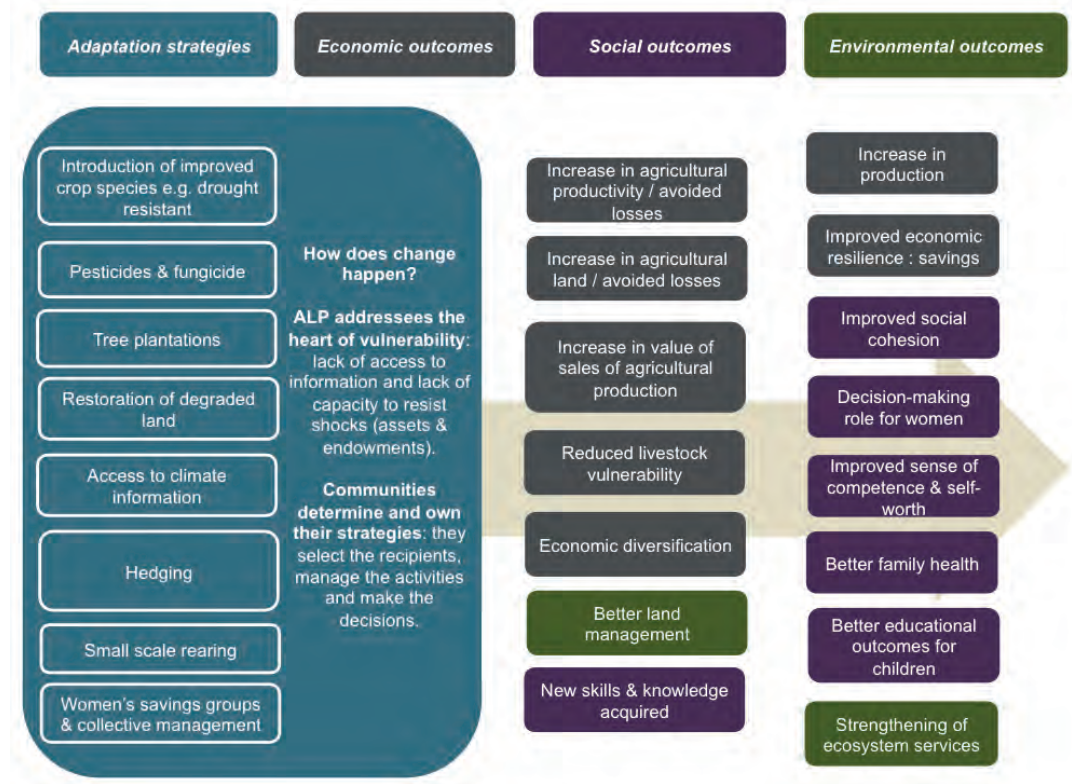 Adaptation strategies
Economic outcomes
Social outcomes
Environmental outcomes
Introduction of improved
crop species e.g. drought
resistant
Pesticides & fungicide
Tree plantations
Restoration of degraded
land
Access to climate
information
Hedging
Small scale rearing
Women's savings groups
& collective management
How does change
happen?
ALP addressees the
heart of vulnerability:
lack of access to
information and lack of
capacity to resist
shocks (assets &
endowments).
Communities
determine and own
their strategies: they
select the recipients,
manage the activities
and make the
decisions.
Increase in agricultural
productivity / avoided
losses
Increase in agricultural
land / avoided losses
Increase in value of
sales of agricultural
production
Reduced livestock
vulnerability
Economic diversification
Better land
management
New skills & knowledge
acquired
Increase in
production
Improved economic
resilience : savings
Improved social
cohesion
Decision-making
role for women
Improved sense of
competence & self-
worth
Better family health
Better educational
outcomes for
children
Strengthening of
ecosystem services